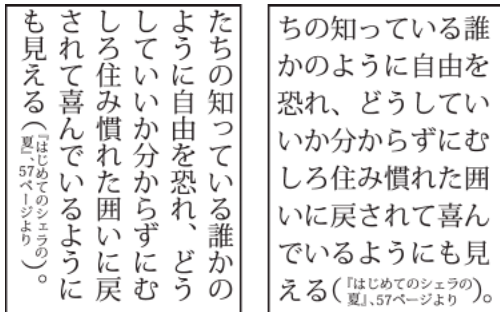 たちの知っている誰かの
ように自由を恐れ、どう
していいか分からずにむ
しろ住み慣れた囲いに戻
されて喜んでいるように
も見える(『はじめてのシェラの
夏』、57ページより)。
ちの知っている誰
かのように自由を
恐れ、どうしてい
いか分からずにむ
しろ住み慣れた囲
いに戻されて喜ん
でいるようにも見
える(『はじめてのシェラの
夏』、57ページより)。